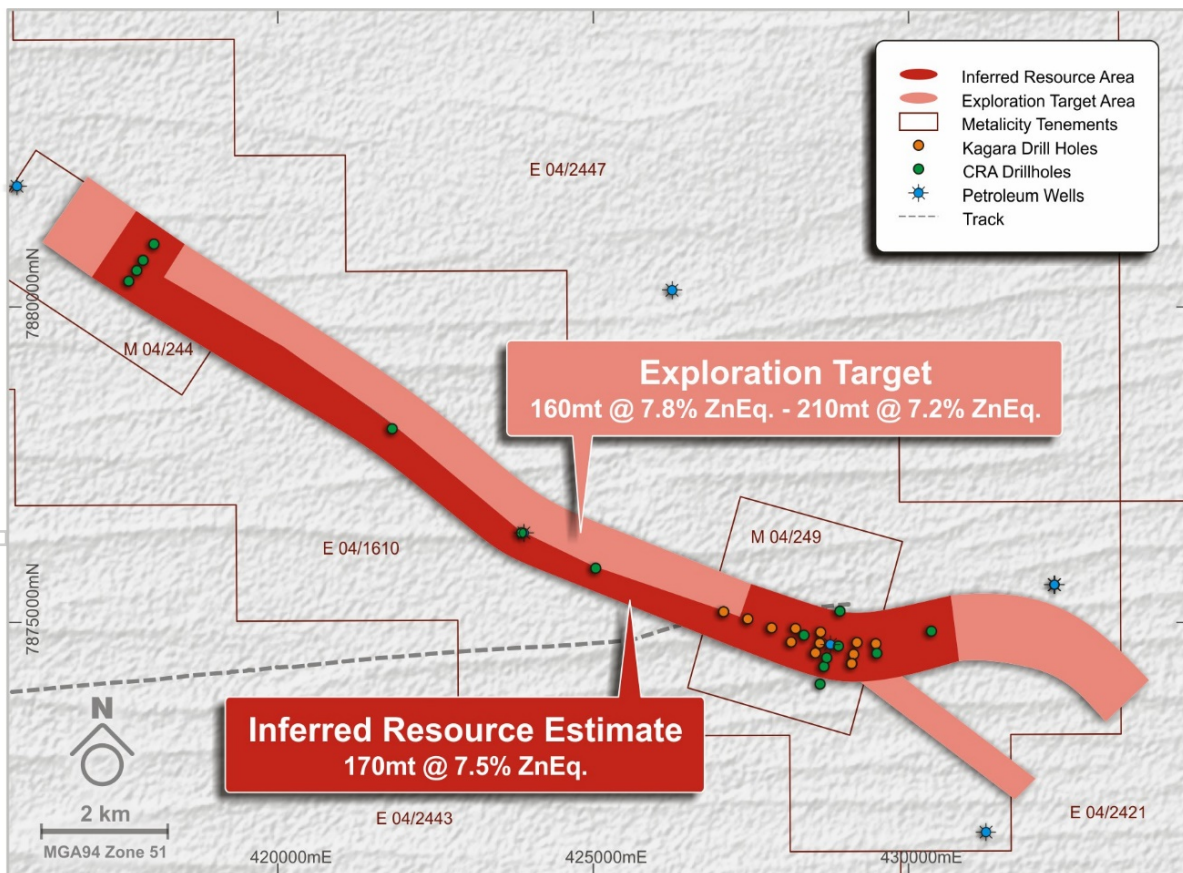 Inferred Resource Area
Exploration Target Area
Metalicity Tenements
Kagara Drill Holes
CRA Drillholes
Petroleum Wells
Track
E 04/2447
7880000mN
M 04/244
Exploration Target
160mt @ 7.8% ZnEq. - 210mt @ 7.2% ZnEq.
M 04/249
E 04/1610
7875000mN
Inferred Resource Estimate
170mt @ 7.5% ZnEq.
N
2 km
MGA94 Zone 51
E 04/2443
E 04/2421
420000mE
425000mE
430000mE